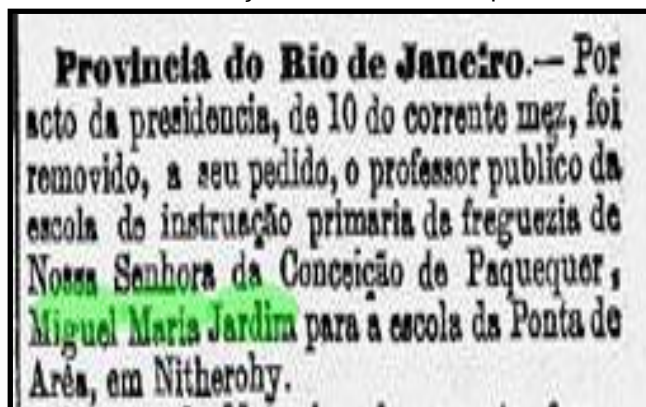 Provincia do Rio de Janeiro.— Por
acto da presidencia, de 10 do corrente mez, foi
removido, a seu pedido, o professor publico da
escola de instrucção primaria da freguezia de
Nossa Senhora da Conceição de Paquequer,
Miguel Maria Jardim para a escola da Ponta de
Arêa, em Nitherohy.